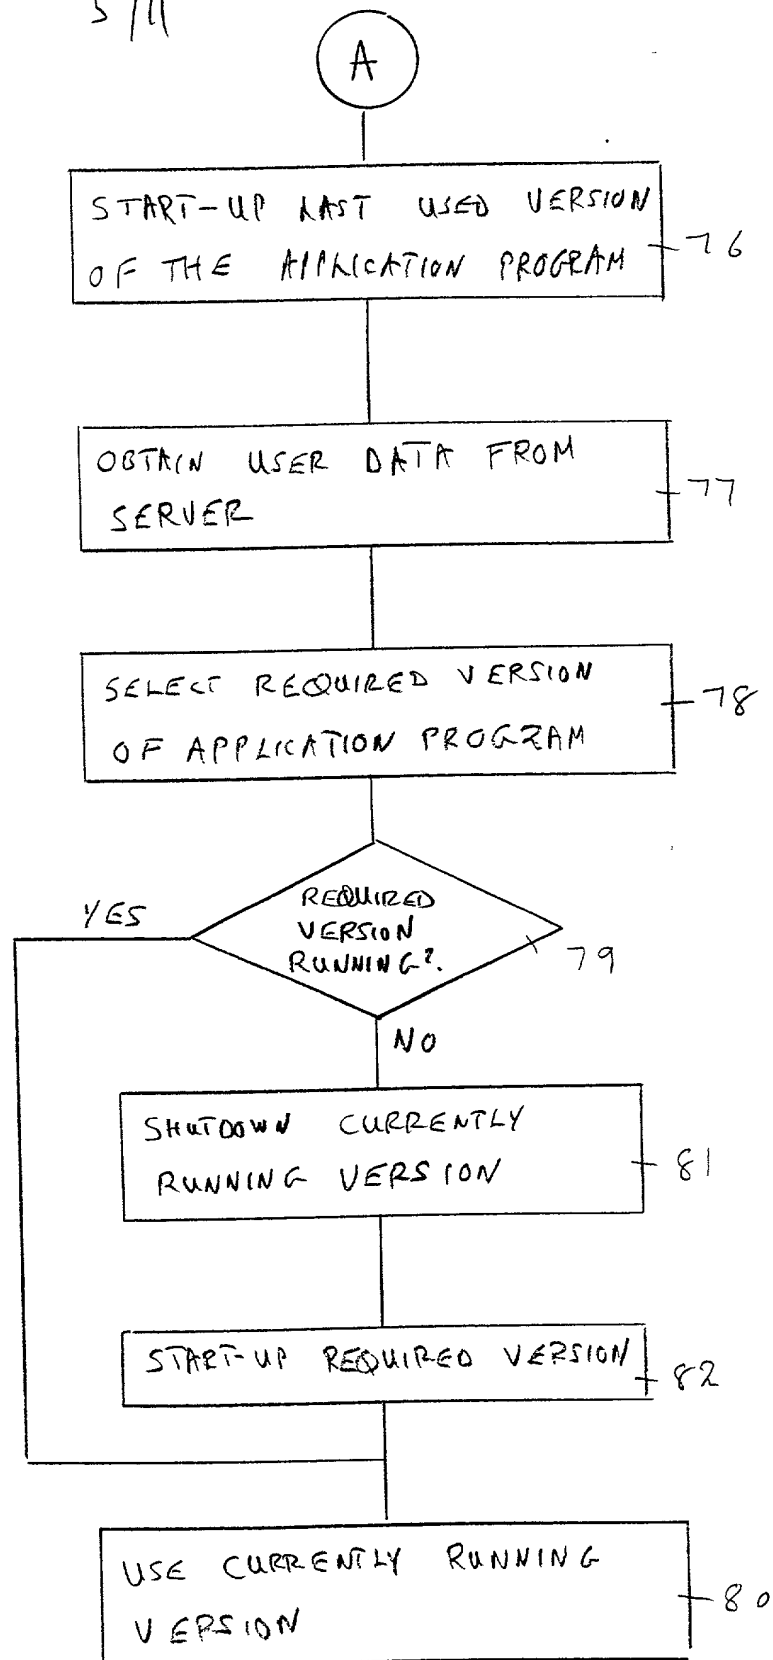 5/11
A
START-UP LAST USED VERSION
OF THE APPLICATION PROGRAM
76
OBTAIN USER DATA FROM
SERVER
77
SELECT REQUIRED VERSION
OF APPLICATION PROGRAM
78
REQUIRED
VERSION
RUNNING?.
79
YES
NO
SHUTDOWN CURRENTLY
RUNNING VERSION
81
START-UP REQUIRED VERSION
82
USE CURRENTLY RUNNING
VERSION
80